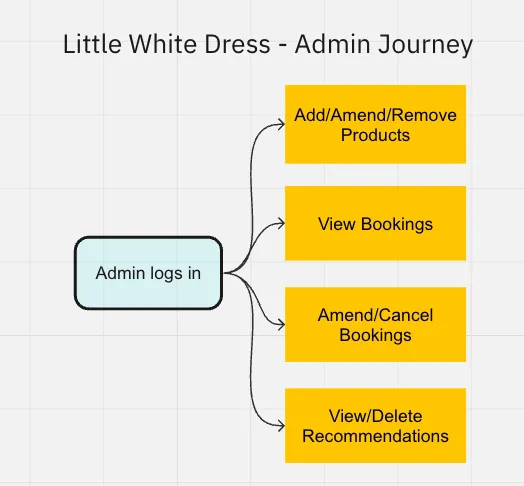 Little White Dress - Admin Journey
Add/Amend/Remove
Products
View Bookings
Admin logs in
Amend/Cancel
Bookings
View/Delete
Recommendations